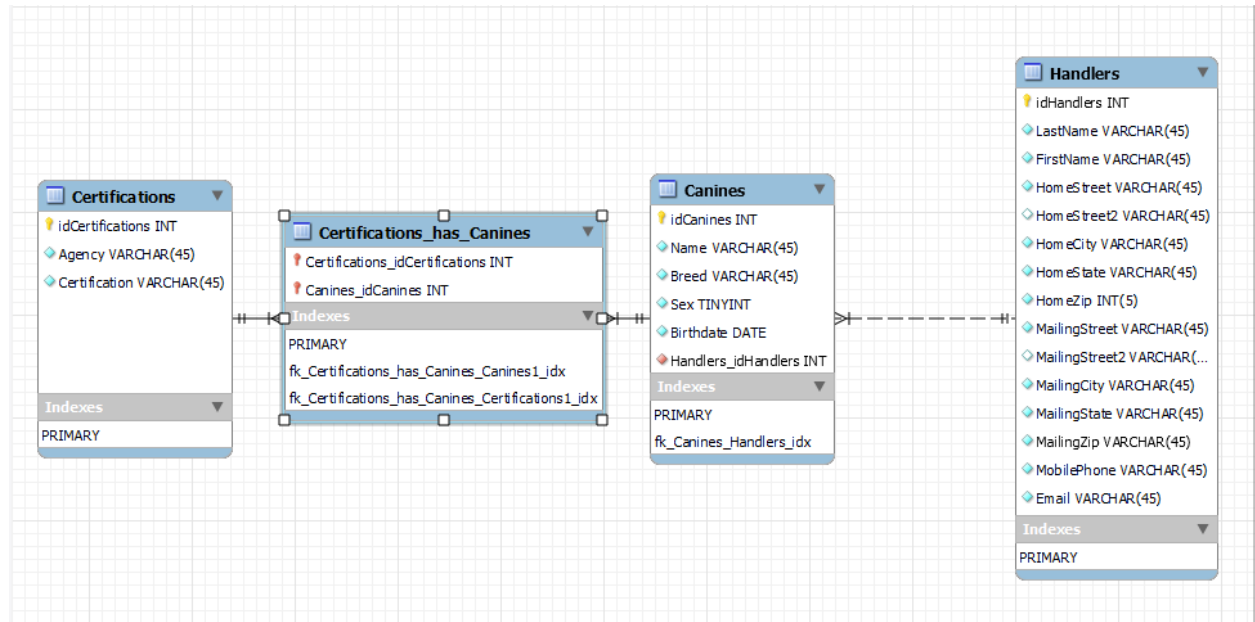 Certifications
idCertifications INT
Agency VARCHAR(45)
Certification VARCHAR(45)
Indexes
PRIMARY
Certifications_has_Canines
Certifications_idCertifications INT
Canines_idCanines INT
Indexes
PRIMARY
fk_Certifications_has_Canines_Canines1_idx
fk_Certifications_has_Canines_Certifications1_idx
Canines
idCanines INT
Name VARCHAR(45)
Breed VARCHAR(45)
Sex TINYINT
Birthdate DATE
Handlers_idHandlers INT
Indexes
PRIMARY
fk_Canines_Handlers_idx
Handlers
idHandlers INT
LastName VARCHAR(45)
FirstName VARCHAR(45)
HomeStreet VARCHAR(45)
HomeStreet2 VARCHAR(45)
HomeCity VARCHAR(45)
HomeState VARCHAR(45)
HomeZip INT(5)
MailingStreet VARCHAR(45)
MailingStreet2 VARCHAR(...
MailingCity VARCHAR(45)
MailingState VARCHAR(45)
MailingZip VARCHAR(45)
MobilePhone VARCHAR(45)
Email VARCHAR(45)
Indexes
PRIMARY